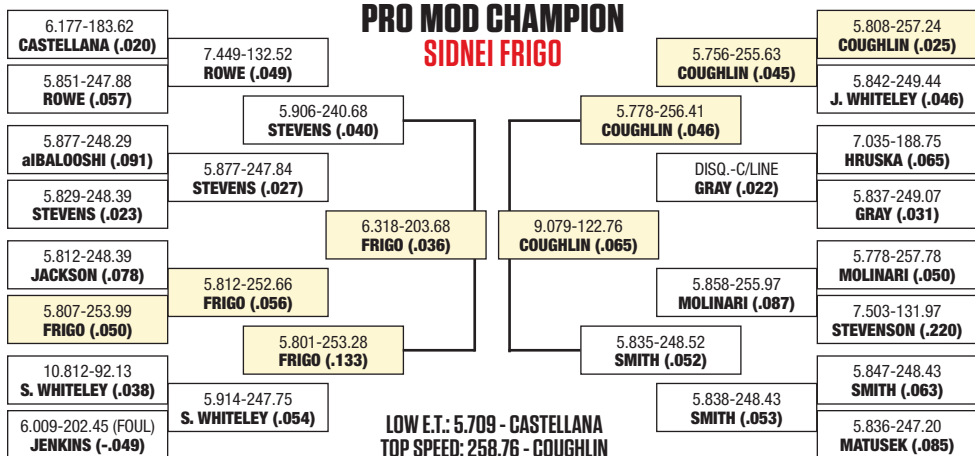 PRO MOD CHAMPION
SIDNEI FRIGO
6.177-183.62
CASTELLANA (.020)
5.851-247.88
ROWE (.057)
5.877-248.29
alBALOOSHI (.091)
5.829-248.39
STEVENS (.023)
5.812-248.39
JACKSON (.078)
5.807-253.99
FRIGO (.050)
10.812-92.13
S. WHITELEY (.038)
6.009-202.45 (FOUL)
JENKINS (-.049)
7.449-132.52
ROWE (.049)
5.877-247.84
STEVENS (.027)
5.812-252.66
FRIGO (.056)
5.914-247.75
S. WHITELEY (.054)
5.906-240.68
STEVENS (.040)
5.801-253.28
FRIGO (.133)
6.318-203.68
FRIGO (.036)
9.079-122.76
COUGHLIN (.065)
5.778-256.41
COUGHLIN (.046)
5.835-248.52
SMITH (.052)
5.756-255.63
COUGHLIN (.045)
DISQ.-C/LINE
GRAY (.022)
5.858-255.97
MOLINARI (.087)
5.838-248.43
SMITH (.053)
5.808-257.24
COUGHLIN (.025)
5.842-249.44
J. WHITELEY (.046)
7.035-188.75
HRUSKA (.065)
5.837-249.07
GRAY (.031)
5.778-257.78
MOLINARI (.050)
7.503-131.97
STEVENSON (.220)
5.847-248.43
SMITH (.063)
5.836-247.20
MATUSEK (.085)
LOW E.T.: 5.709 - CASTELLANA
TOP SPEED: 258.76 - COUGHLIN